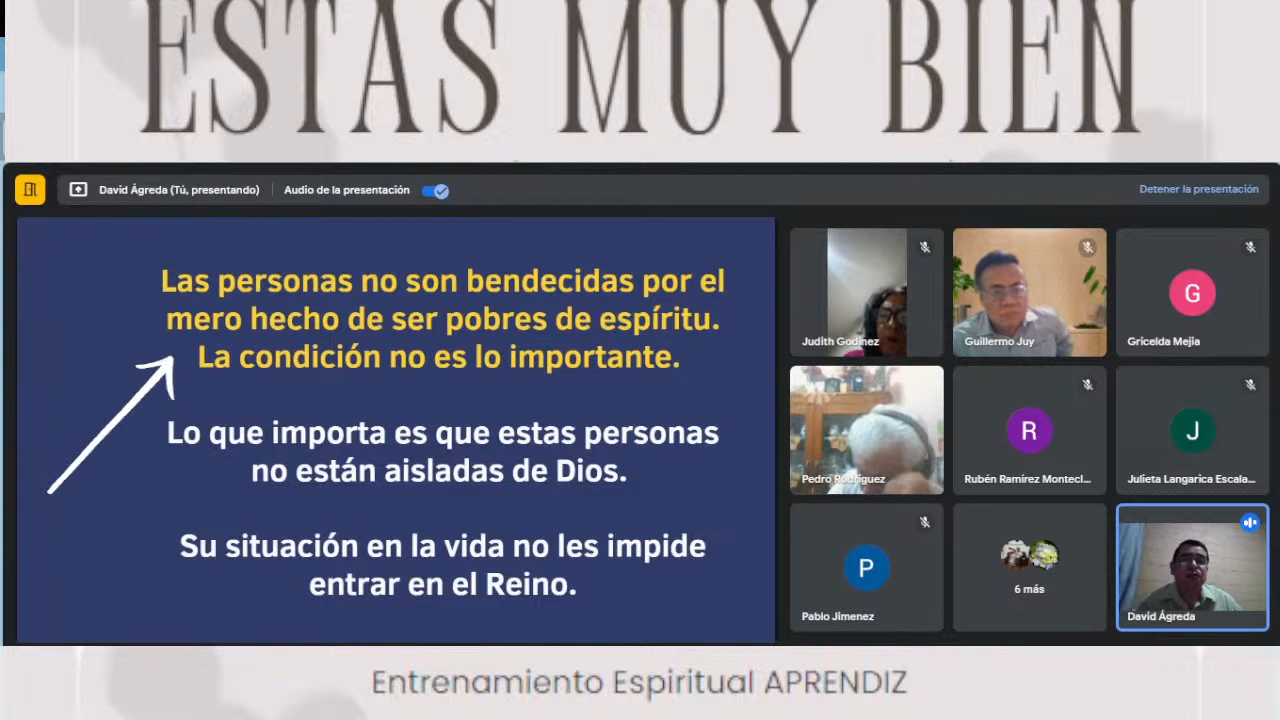 ESTAS MUY BIEN
David Ágreda (Tú, presentando)
Audio de la presentación
Detener la presentación
Las personas no son bendecidas por el
mero hecho de ser pobres de espíritu.
La condición no es lo importante.
Lo que importa es que estas personas
no están aisladas de Dios.
Su situación en la vida no les impide
entrar en el Reino.
Judith Godinez
Guillermo Juy
G
Gricelda Mejia
Pedro Rodríguez
R
Rubén Ramírez Montecl...
J
Julieta Langarica Escala...
P
Pablo Jimenez
6 más
David Ágreda
Entrenamiento Espiritual APRENDIZ